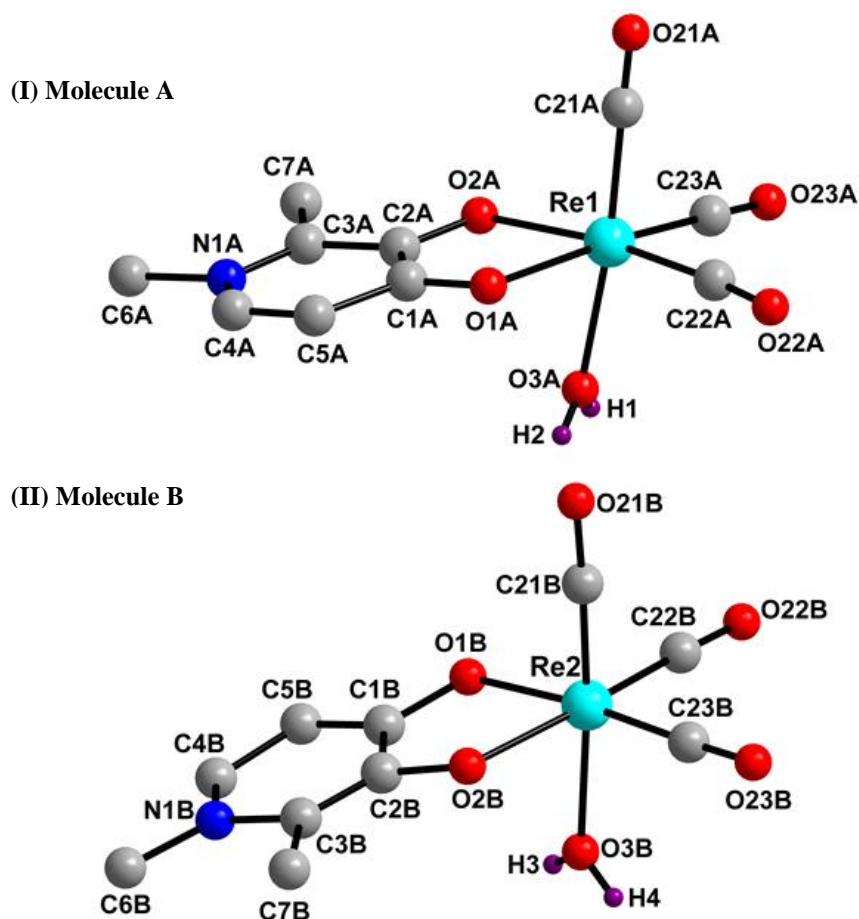 O21A
(I) Molecule A
C21A
C7A
O2A
C23A
Re1
O23A
C2A
N1A
C3A
C6A
O1A
C22A
C4A
C1A
C5A
O22A
O3A
H1
H2
(II) Molecule B
O21B
C21B
O22B
C22B
O1B
Re2
C5B
C1B
C23B
C4B
N1B
C2B
O2B
O23B
C3B
O3B
H3
H4
C6B
C7B